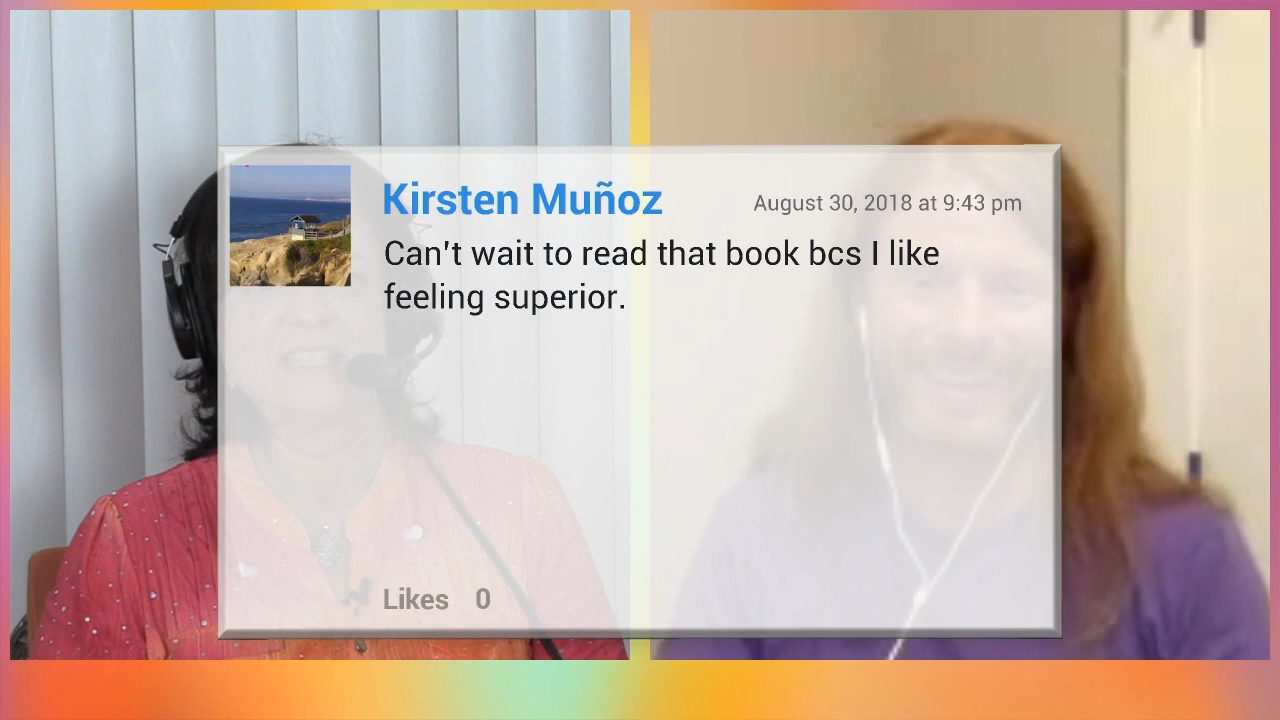 Kirsten Muñoz
August 30, 2018 at 9:43 pm
Can't wait to read that book bcs I like
feeling superior.
Likes 0